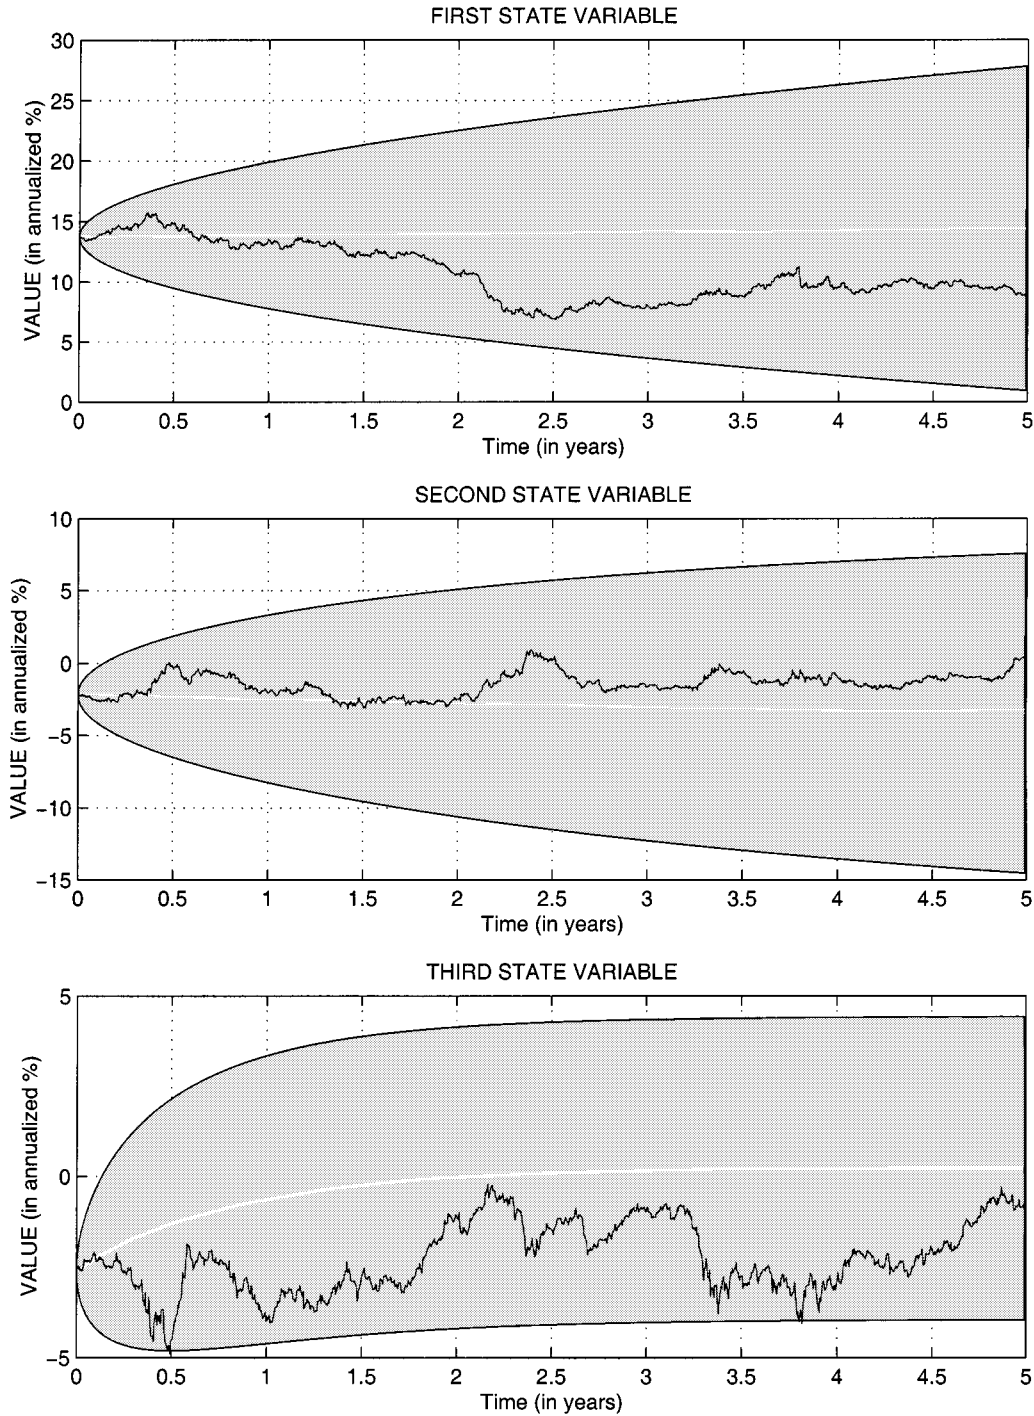 FIRST STATE VARIABLE
30
25
20
15
10
5
0
VALUE (in annualized %)
0 0.5 1 1.5 2 2.5 3 3.5 4 4.5 5
Time (in years)
SECOND STATE VARIABLE
10
5
0
−5
−10
−15
VALUE (in annualized %)
0 0.5 1 1.5 2 2.5 3 3.5 4 4.5 5
Time (in years)
THIRD STATE VARIABLE
5
0
−5
VALUE (in annualized %)
0 0.5 1 1.5 2 2.5 3 3.5 4 4.5 5
Time (in years)